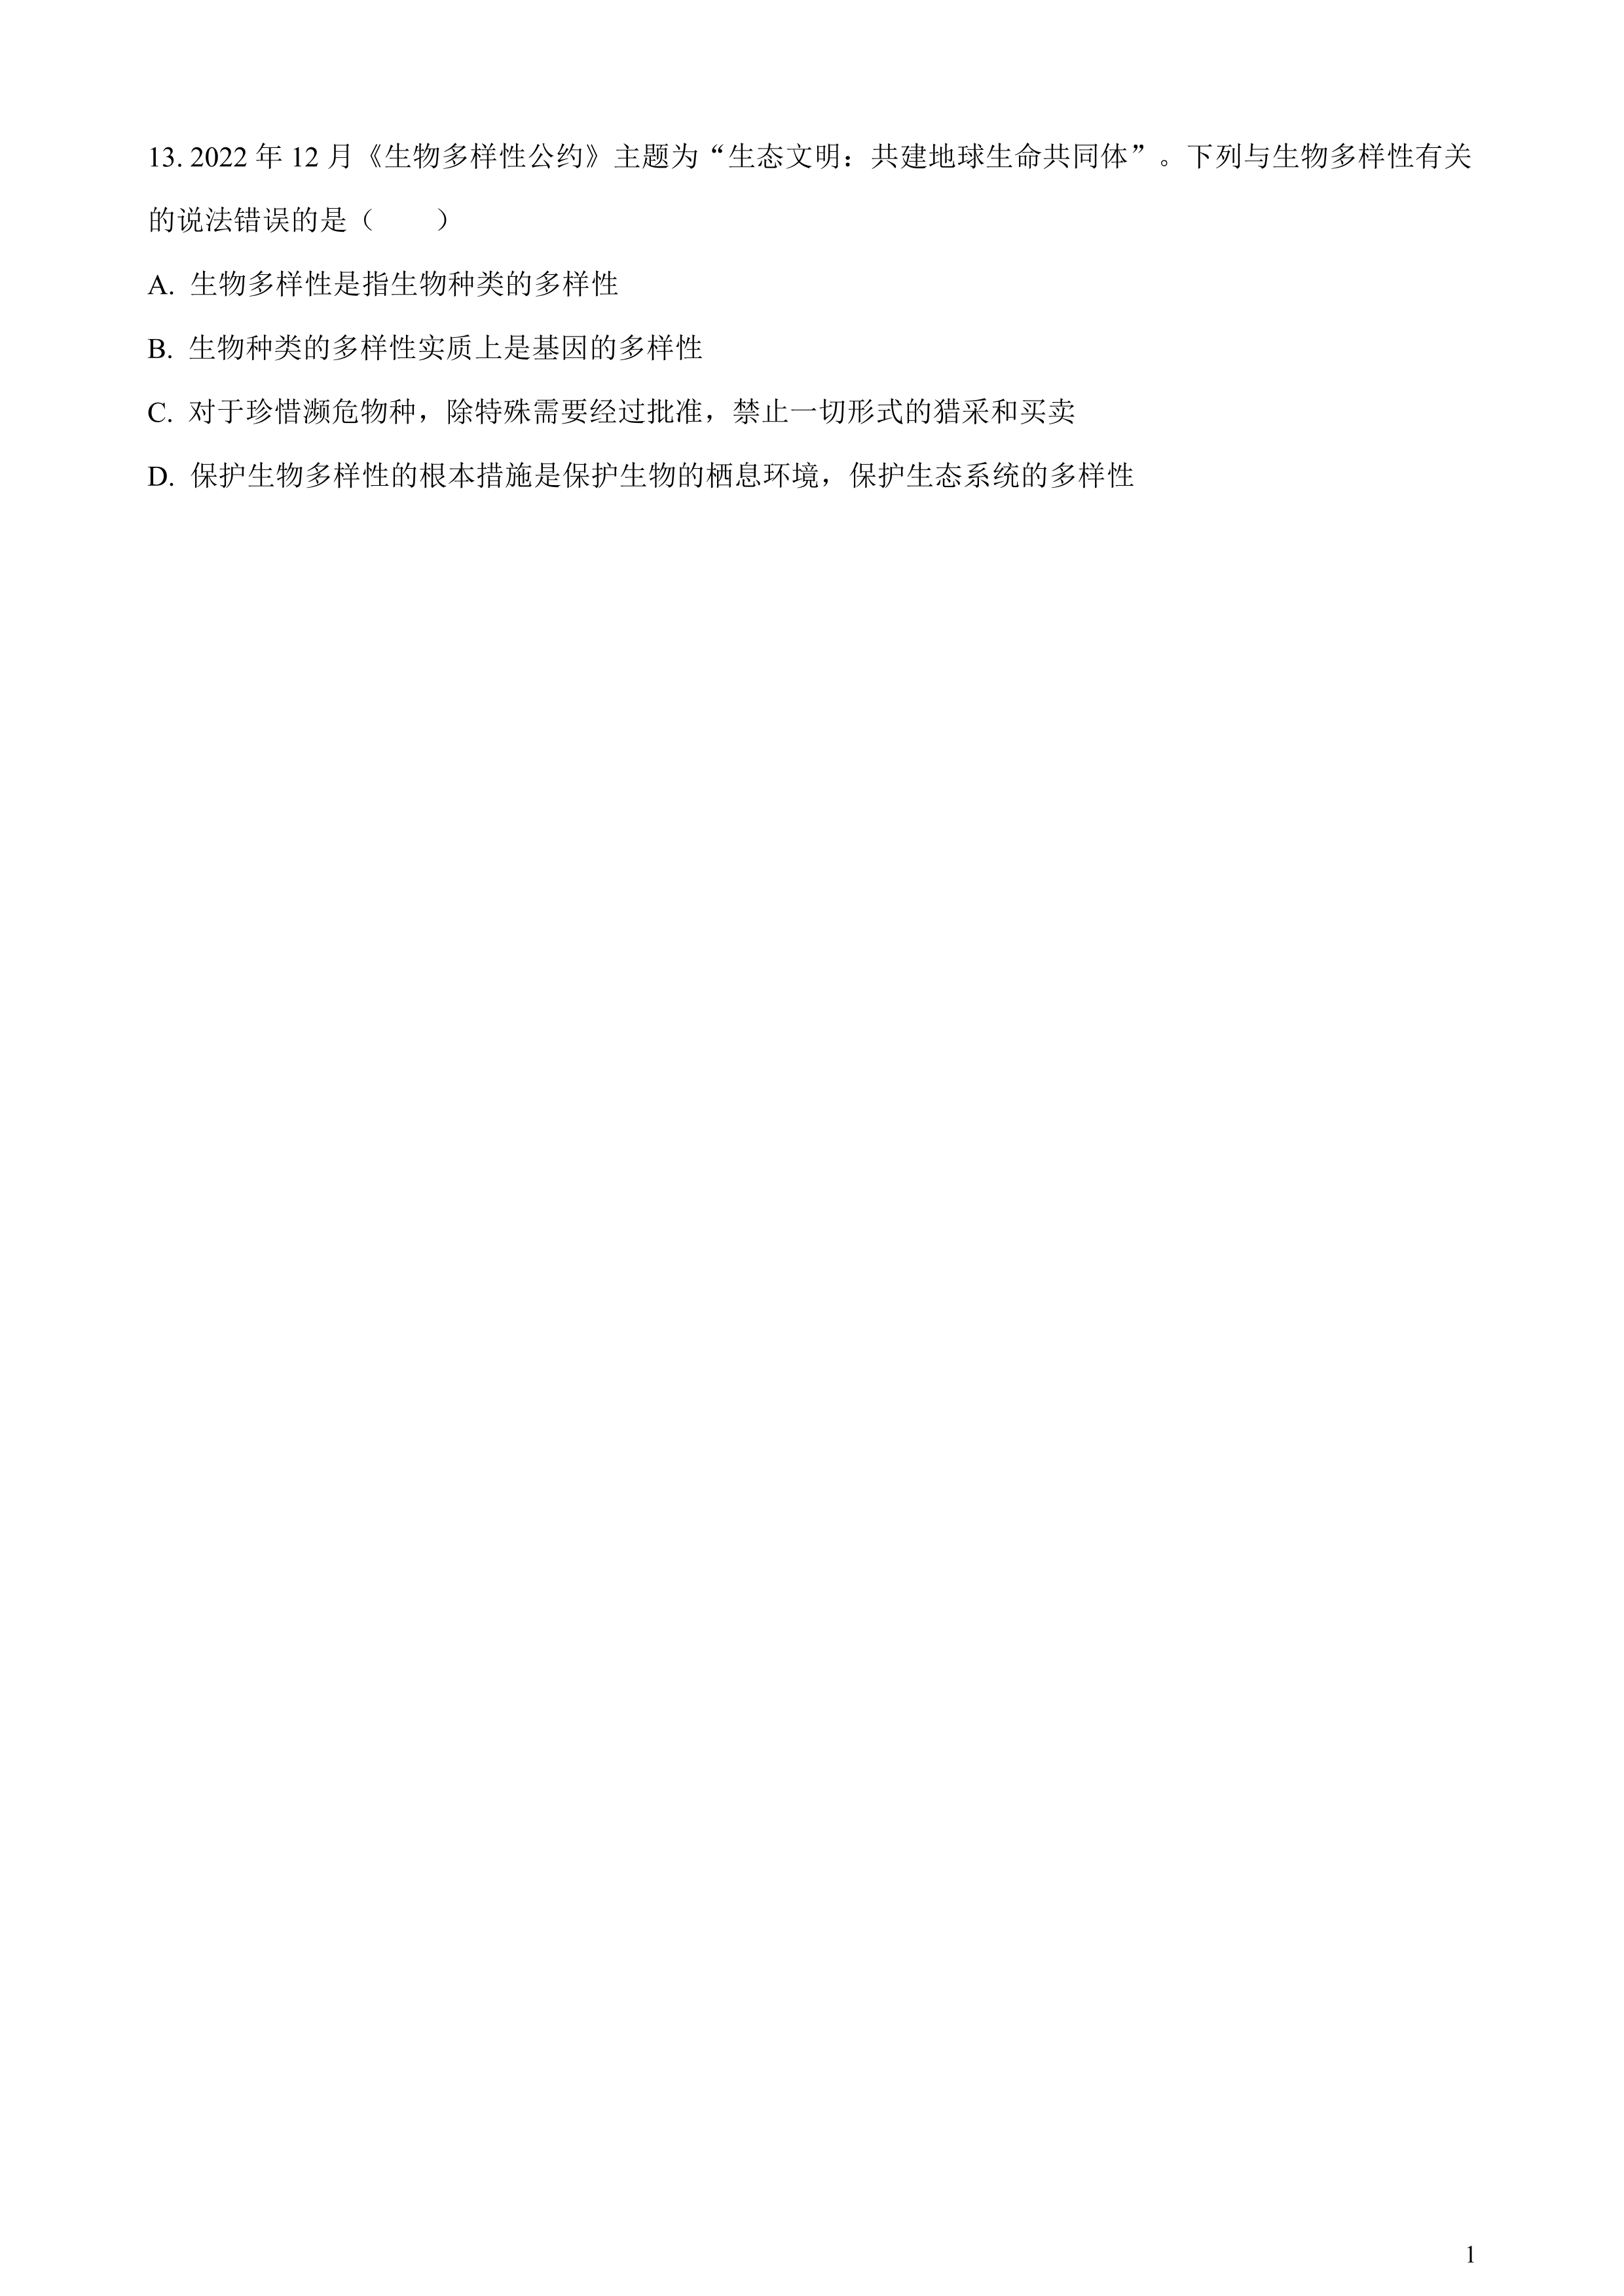 13. 2022 年 12 月《生物多样性公约》主题为“生态文明：共建地球生命共同体”。下列与生物多样性有关
的说法错误的是（　　）
A. 生物多样性是指生物种类的多样性
B. 生物种类的多样性实质上是基因的多样性
C. 对于珍惜濒危物种，除特殊需要经过批准，禁止一切形式的猎采和买卖
D. 保护生物多样性的根本措施是保护生物的栖息环境，保护生态系统的多样性
1